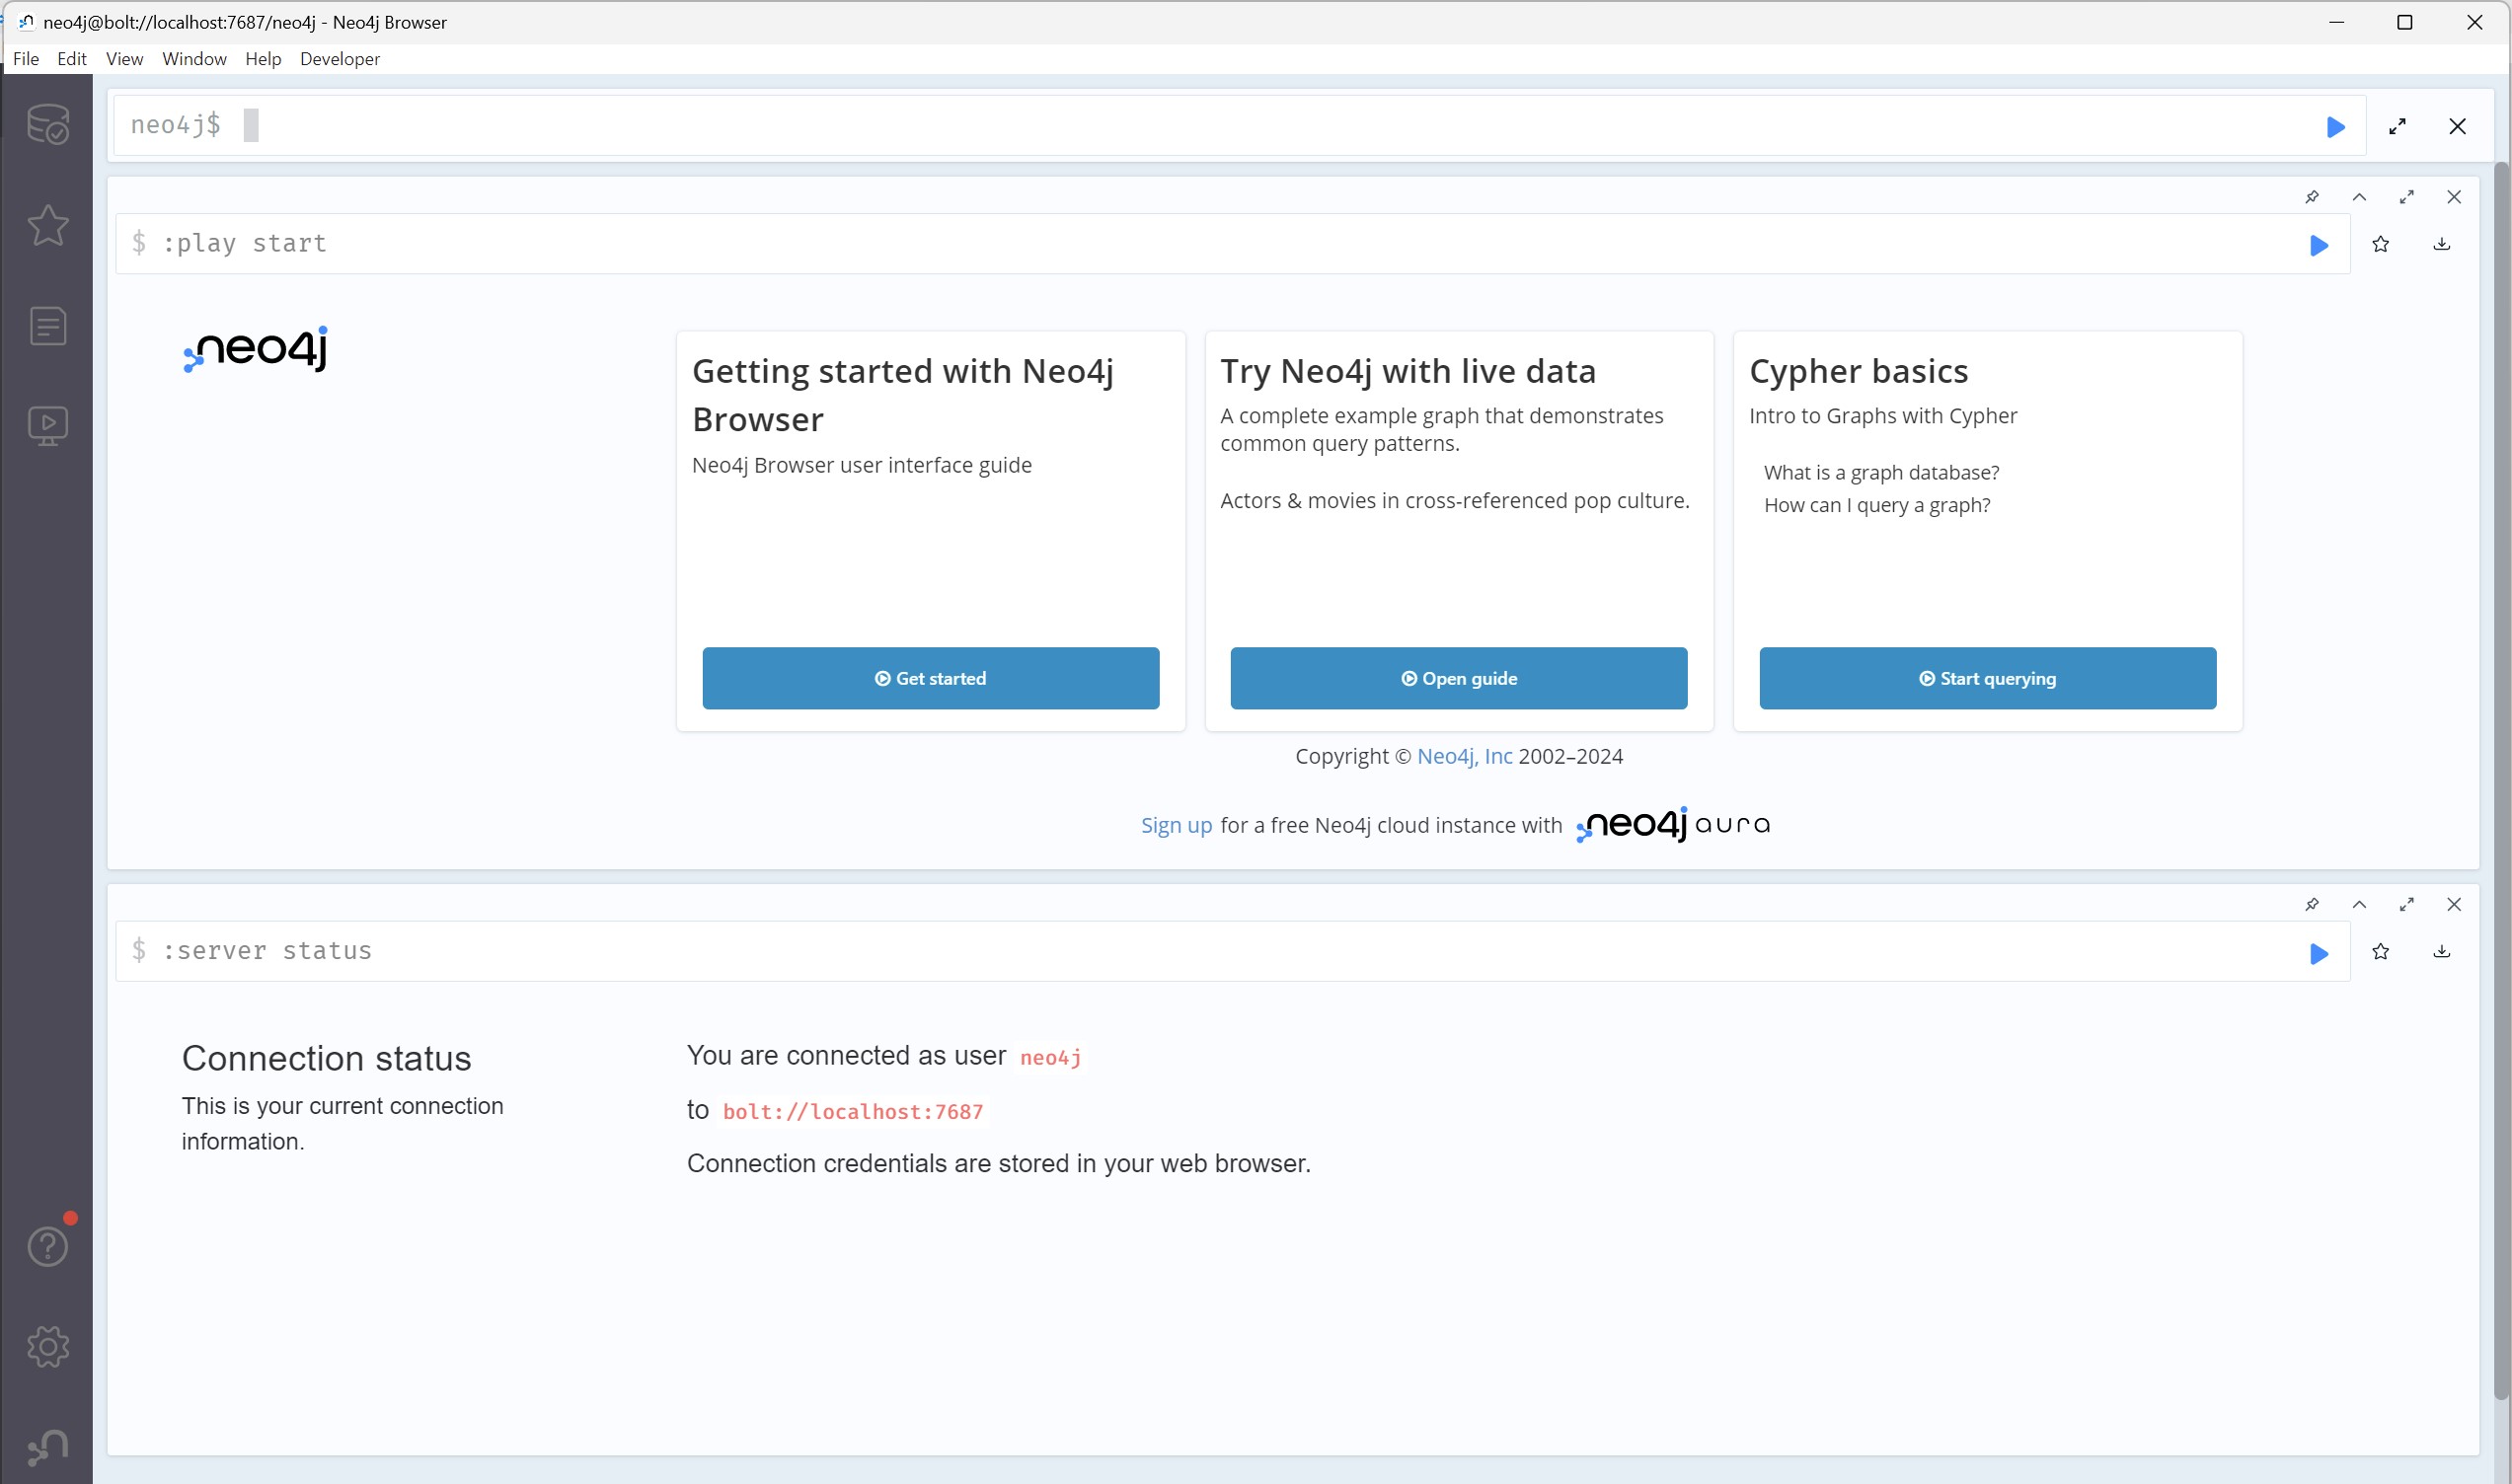 neo4j@bolt://localhost:7687/neo4j - Neo4j Browser
File Edit View Window Help Developer
neo4j$
$ :play start
neo4j
Getting started with Neo4j
Browser
Neo4j Browser user interface guide
Get started
Try Neo4j with live data
A complete example graph that demonstrates
common query patterns.
Actors & movies in cross-referenced pop culture.
Open guide
Cypher basics
Intro to Graphs with Cypher
What is a graph database?
How can I query a graph?
Start querying
Copyright © Neo4j, Inc 2002–2024
Sign up for a free Neo4j cloud instance with neo4j aura
$ :server status
Connection status
This is your current connection
information.
You are connected as user neo4j
to bolt://localhost:7687
Connection credentials are stored in your web browser.